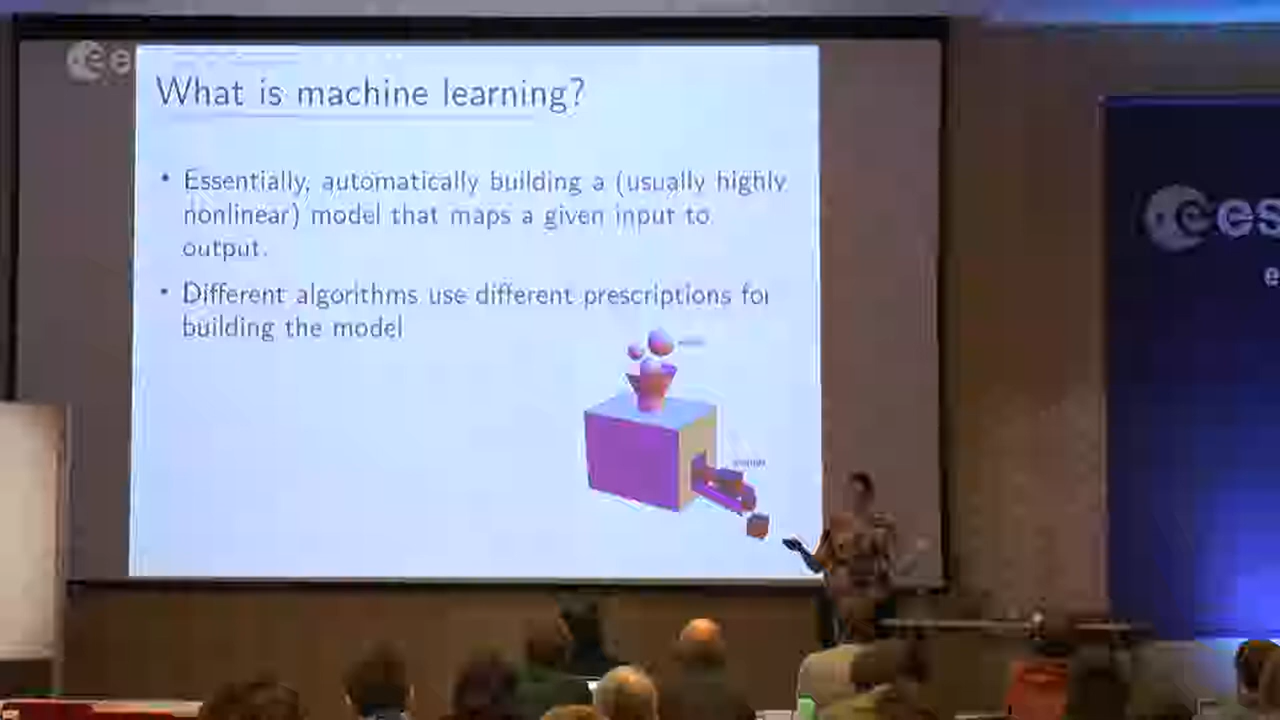 What is machine learning?
• Essentially, automatically building a (usually highly
nonlinear) model that maps a given input to
output.
• Different algorithms use different prescriptions for
building the model